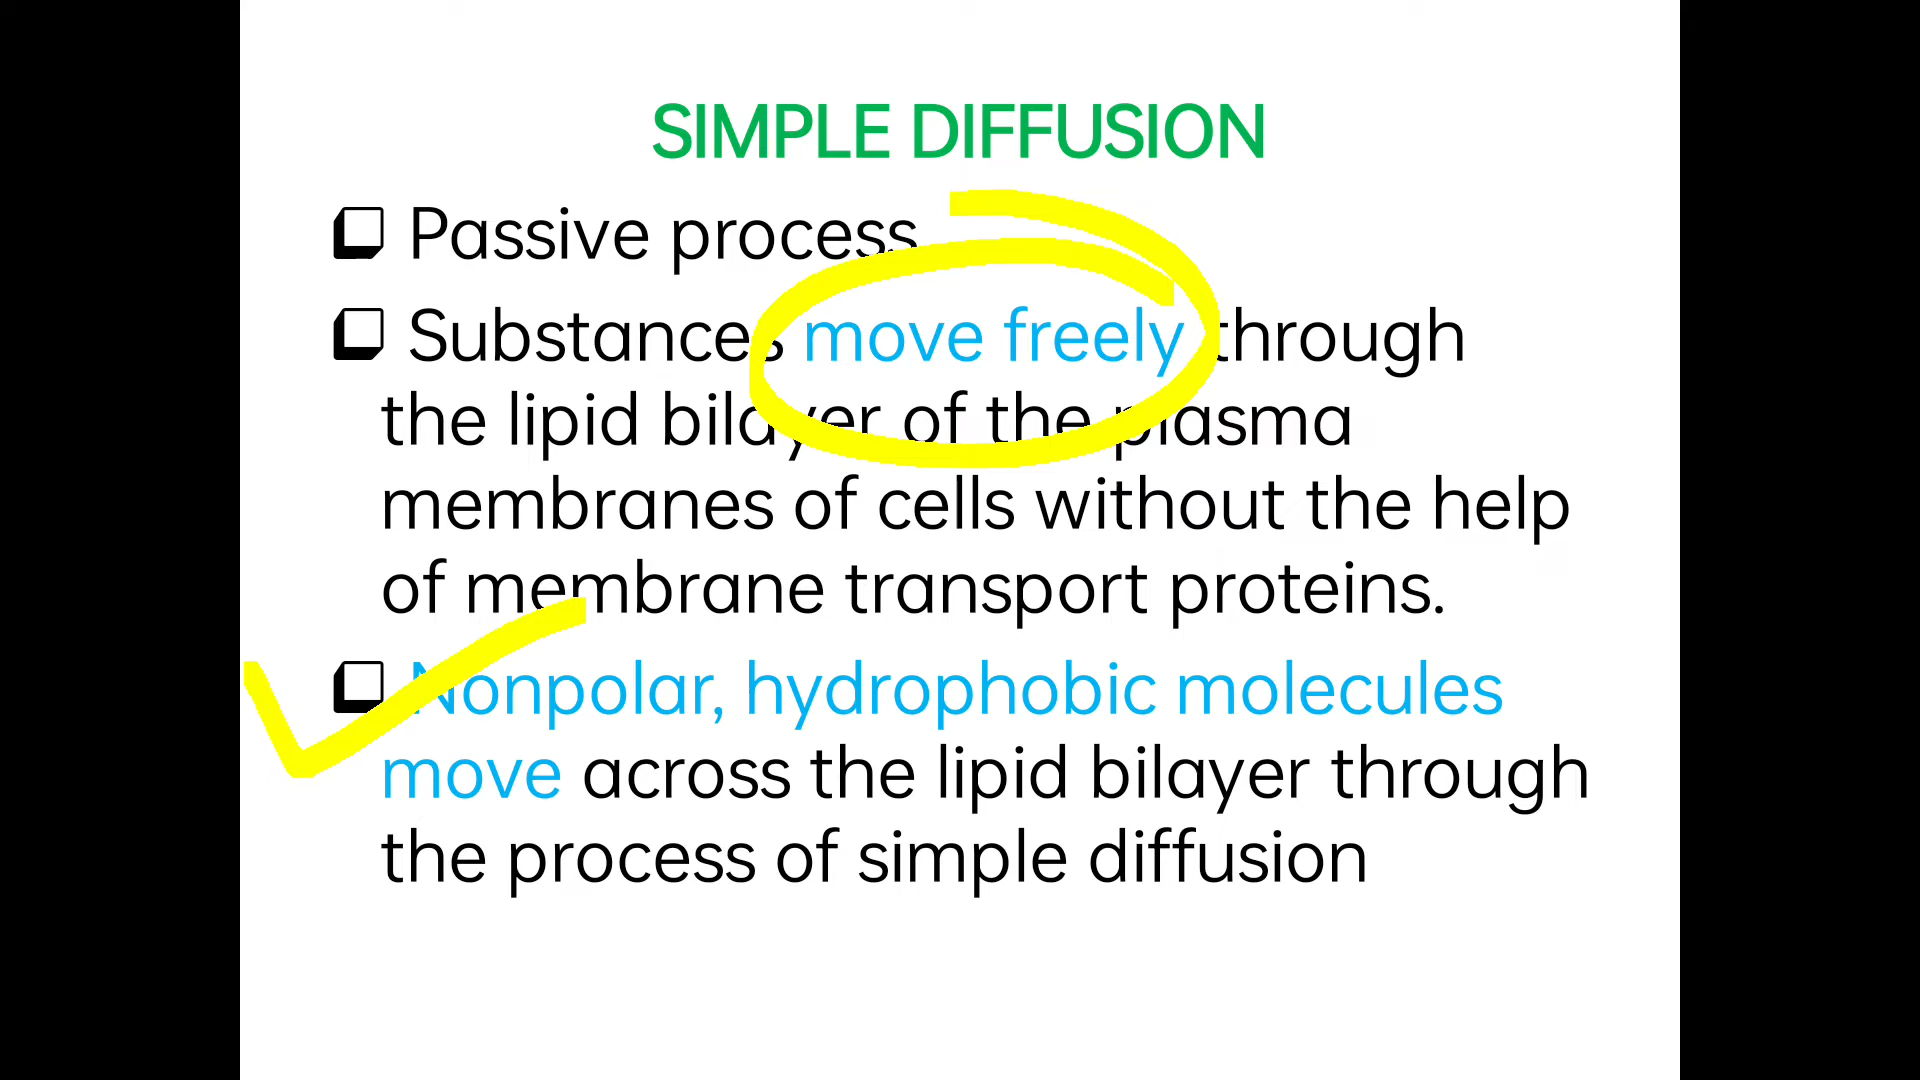 SIMPLE DIFFUSION
Passive process
Substances move freely through
the lipid bilayer of the plasma
membranes of cells without the help
of membrane transport proteins.
Nonpolar, hydrophobic molecules
move across the lipid bilayer through
the process of simple diffusion